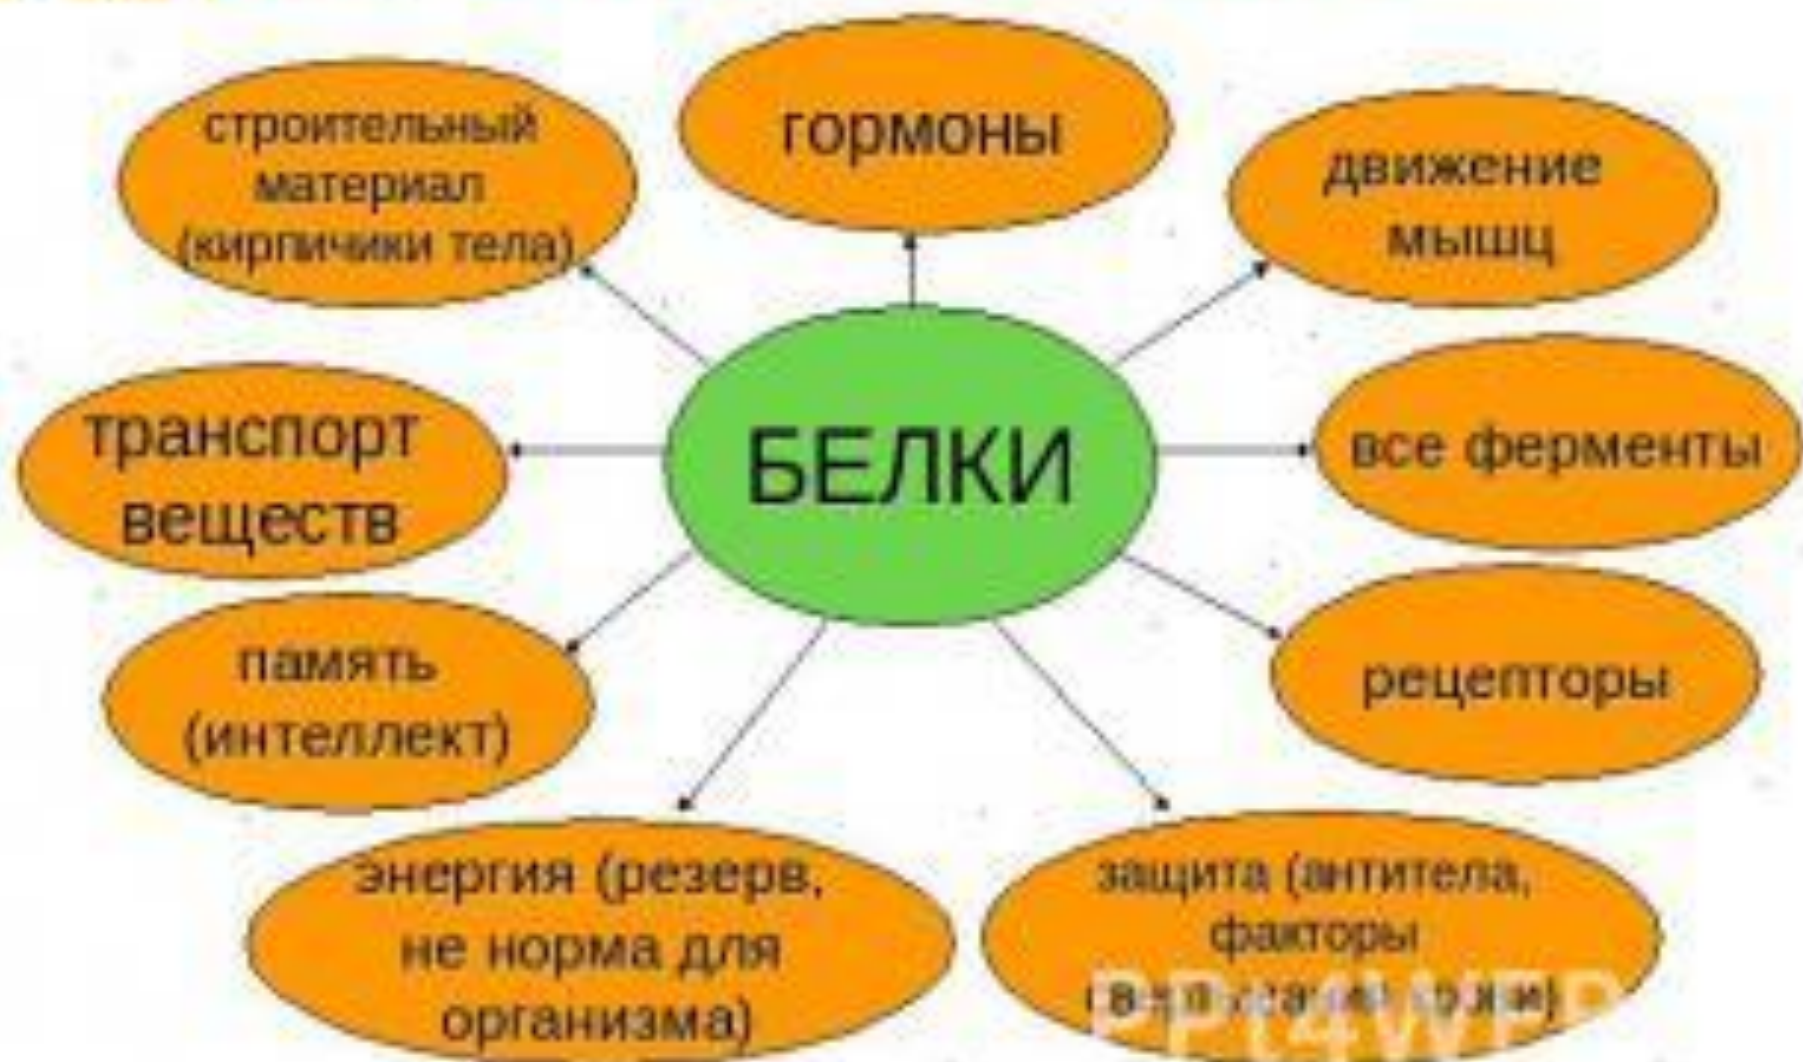 строительный
материал
(кирпичики тела)
гормоны
движение
мышц
транспорт
веществ
БЕЛКИ
все ферменты
память
(интеллект)
рецепторы
энергия (резерв,
не норма для
организма)
защита (антитела,
факторы